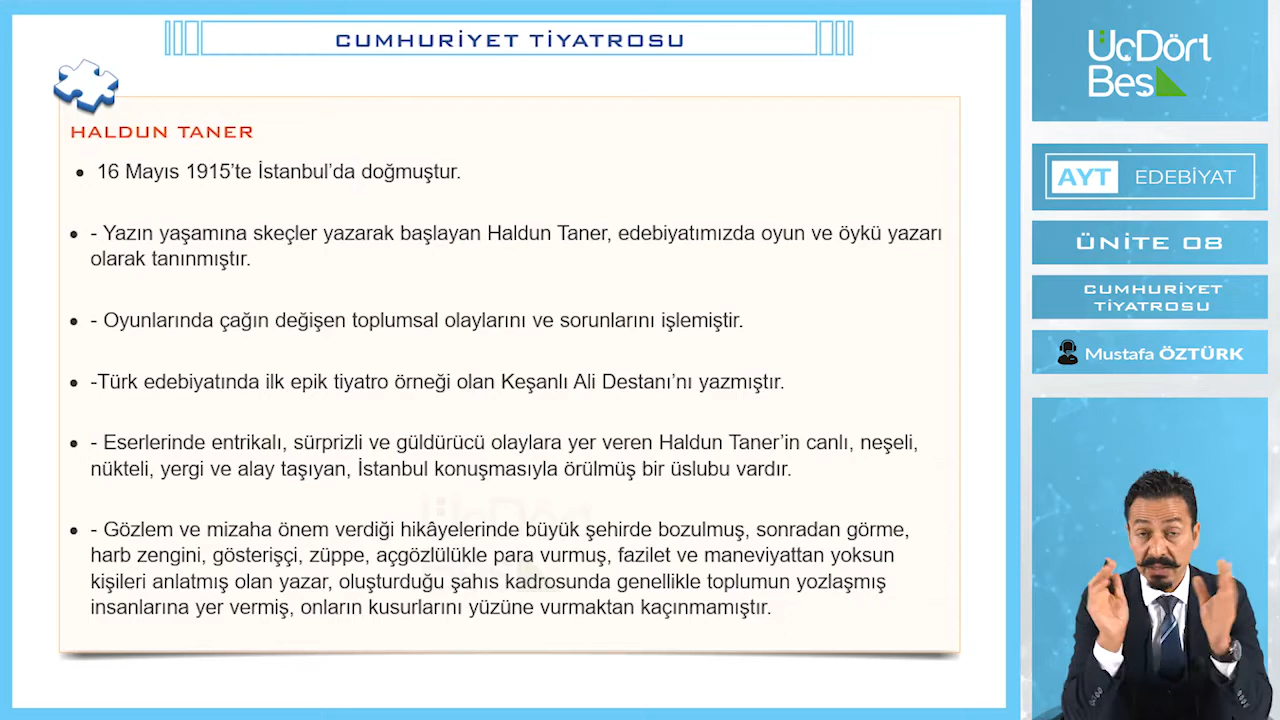 CUMHURİYET TİYATROSU
HALDUN TANER
• 16 Mayıs 1915’te İstanbul’da doğmuştur.
• - Yazın yaşamına skeçler yazarak başlayan Haldun Taner, edebiyatımızda oyun ve öykü yazarı
olarak tanınmıştır.
• - Oyunlarında çağın değişen toplumsal olaylarını ve sorunlarını işlemiştir.
• -Türk edebiyatında ilk epik tiyatro örneği olan Keşanlı Ali Destanı’nı yazmıştır.
• - Eserlerinde entrikalı, sürprizli ve güldürücü olaylara yer veren Haldun Taner’in canlı, neşeli,
nükteli, yergi ve alay taşıyan, İstanbul konuşmasıyla örülmüş bir üslubu vardır.
• - Gözlem ve mizaha önem verdiği hikâyelerinde büyük şehirde bozulmuş, sonradan görme,
harb zengini, gösterişçi, züppe, açgözlülükle para vurmuş, fazilet ve maneviyattan yoksun
kişileri anlatmış olan yazar, oluşturduğu şahıs kadrosunda genellikle toplumun yozlaşmış
insanlarına yer vermiş, onların kusurlarını yüzüne vurmaktan kaçınmamıştır.
ÜçDört
Beş
AYT EDEBİYAT
ÜNİTE 08
CUMHURİYET
TİYATROSU
Mustafa ÖZTÜRK